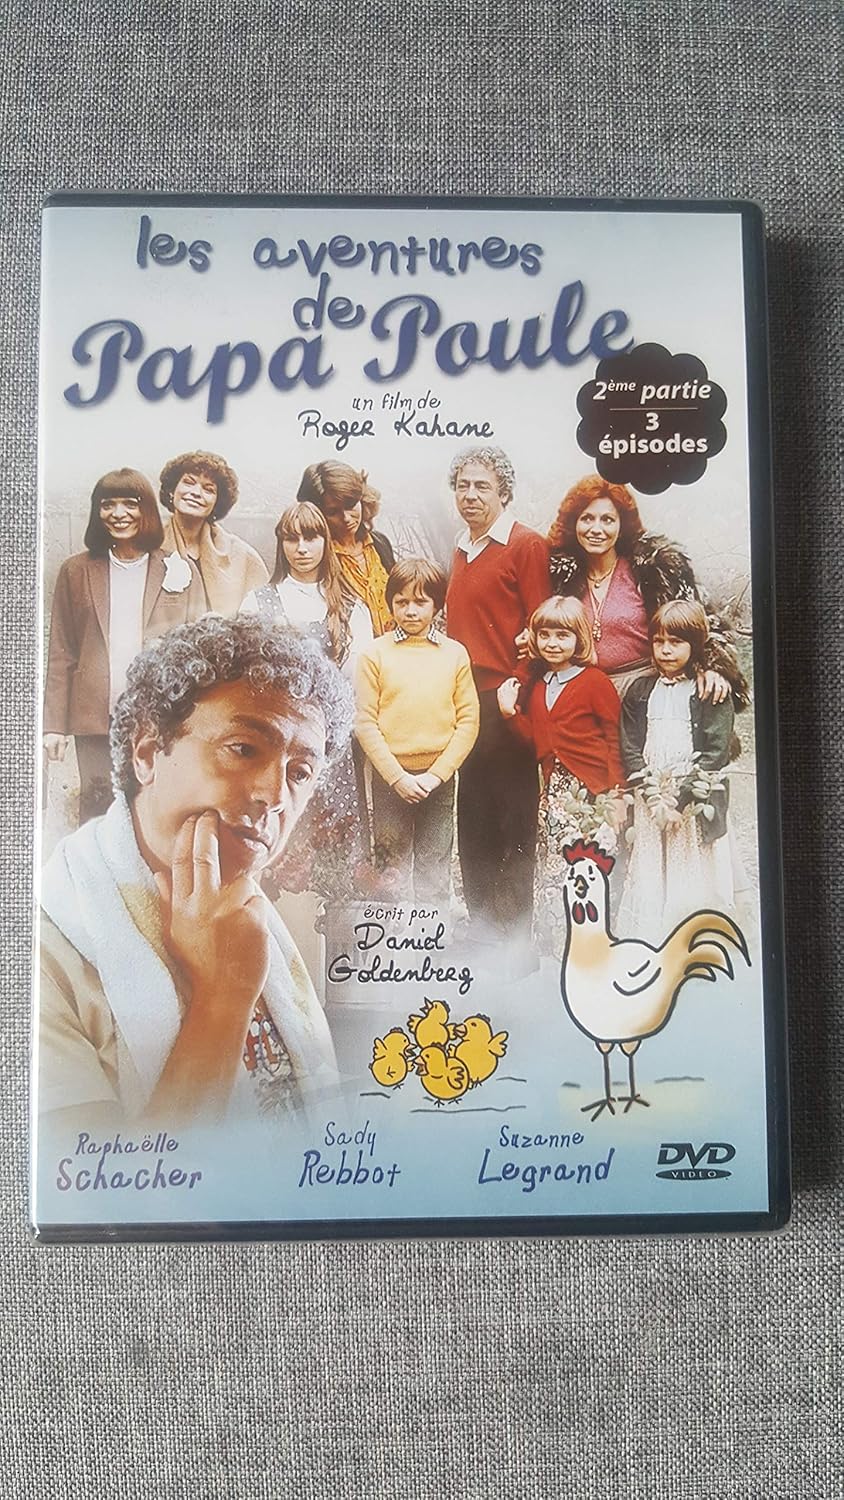 les aventures
de
Papa Poule
un film de
Roger Kahane
2ème partie
3
épisodes
écrit par
Daniel
Goldenberg
Raphaëlle
Schacher
Sady
Rebbot
Suzanne
Legrand
DVD
VIDEO